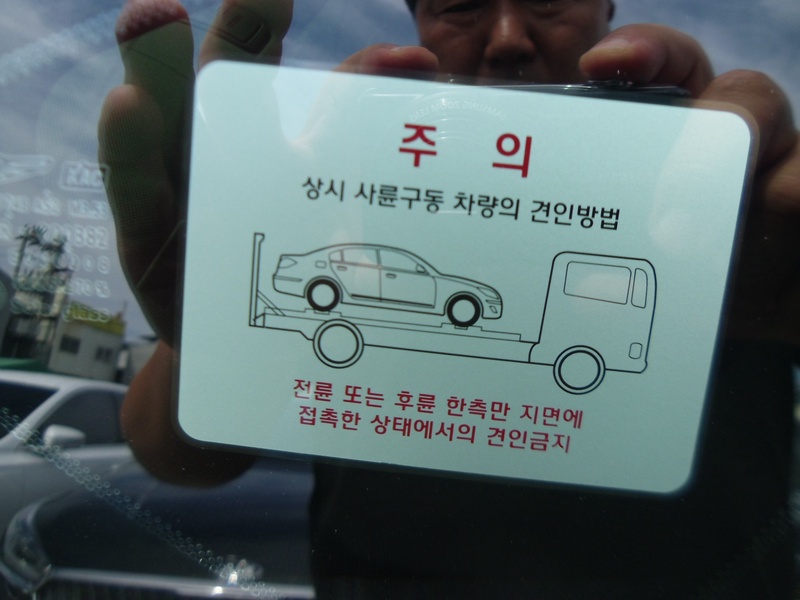 주 의
상시 사륜구동 차량의 견인방법
전륜 또는 후륜 한측만 지면에
접촉한 상태에서의 견인금지